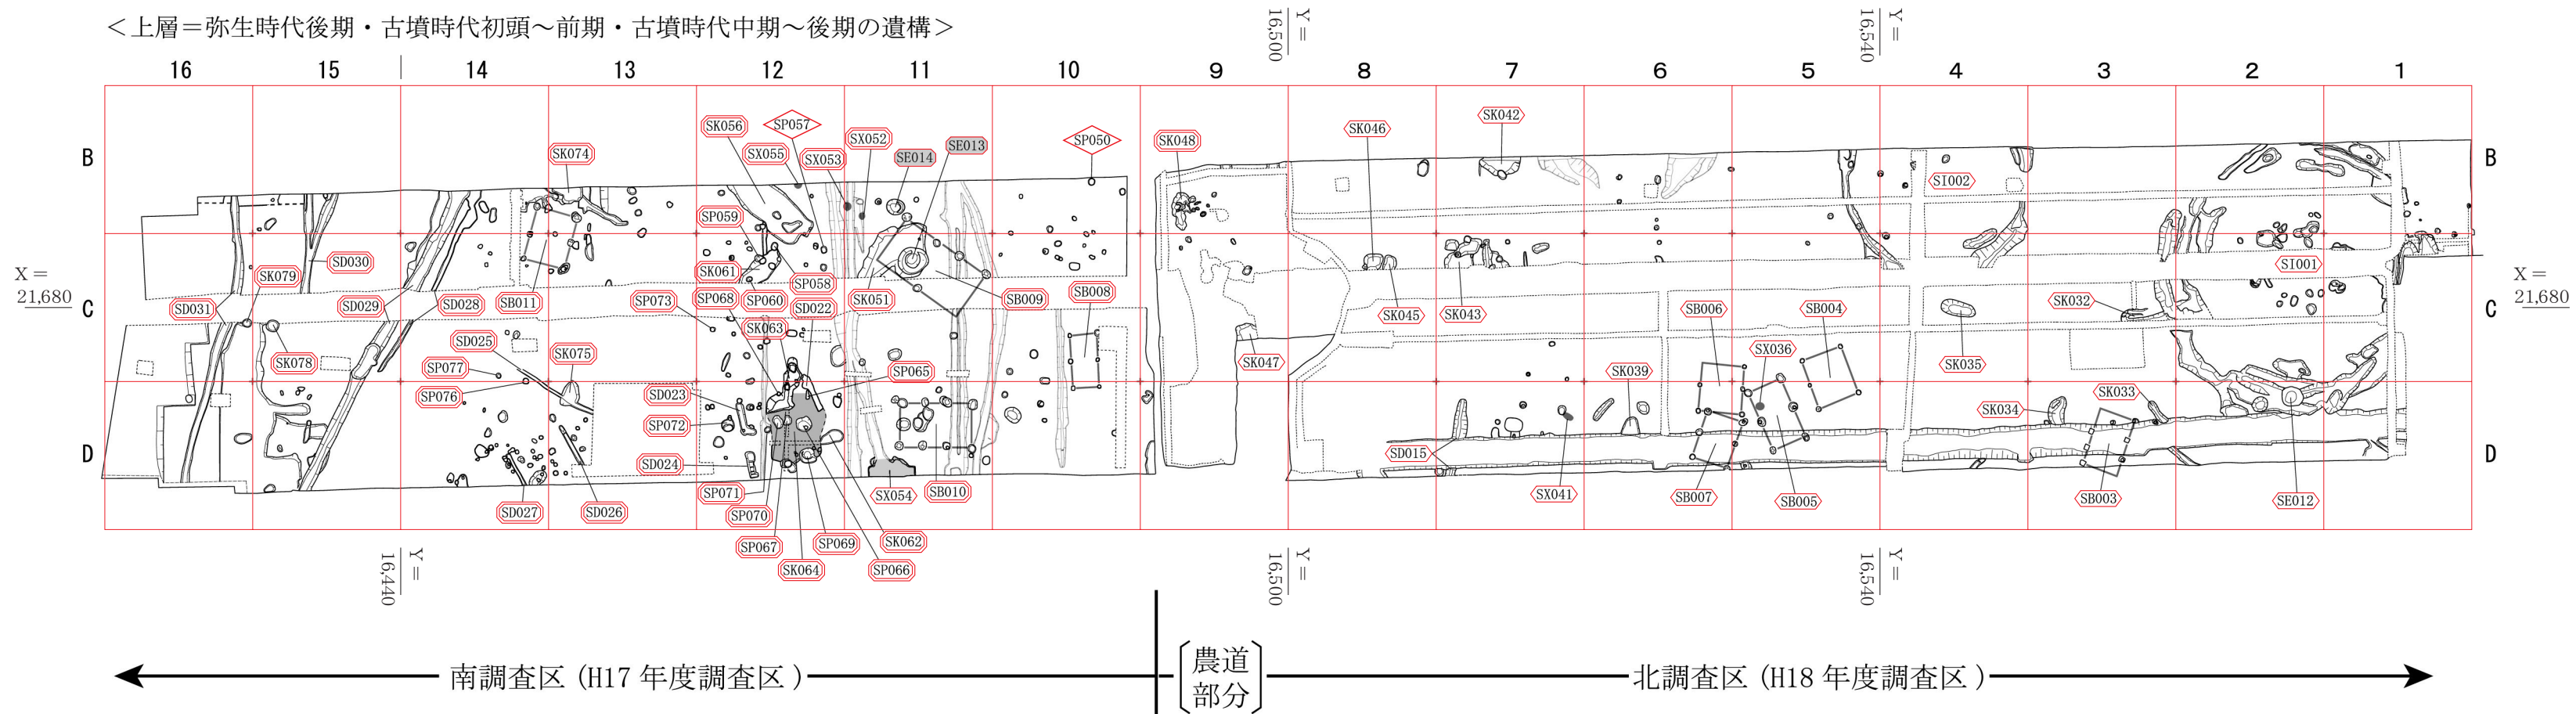 ＜上層＝弥生時代後期・古墳時代初頭～前期・古墳時代中期～後期の遺構＞
Y = 16,500
Y = 16,540
16 15 14 13 12 11 10 9 8 7 6 5 4 3 2 1
B
SK056
SP057
SX052
SP050
SK042
SK046
SK048
SE013
SE014
SX053
SX055
SK074
B
SI002
SP059
SD030
SK079
SK061
SP058
SI001
X = 21,680
SD031
SD029
SD028
SB011
SP073
SP068
SP060
SD022
SK051
SB009
SB008
SK045
SK043
SB006
SB004
SK032
X = 21,680
C
C
SK063
SD025
SK075
SK078
SK047
SX036
SK035
SP077
SP065
SK039
SP076
SD023
SK033
SK034
SP072
D
SD015
D
SD024
SP071
SX054
SB010
SX041
SB007
SB005
SB003
SE012
SD027
SD026
SP070
SP067
SP069
SK062
SK064
SP066
Y = 16,440
Y = 16,500
Y = 16,540
南調査区 (H17 年度調査区 )
農道部分
北調査区 (H18 年度調査区 )